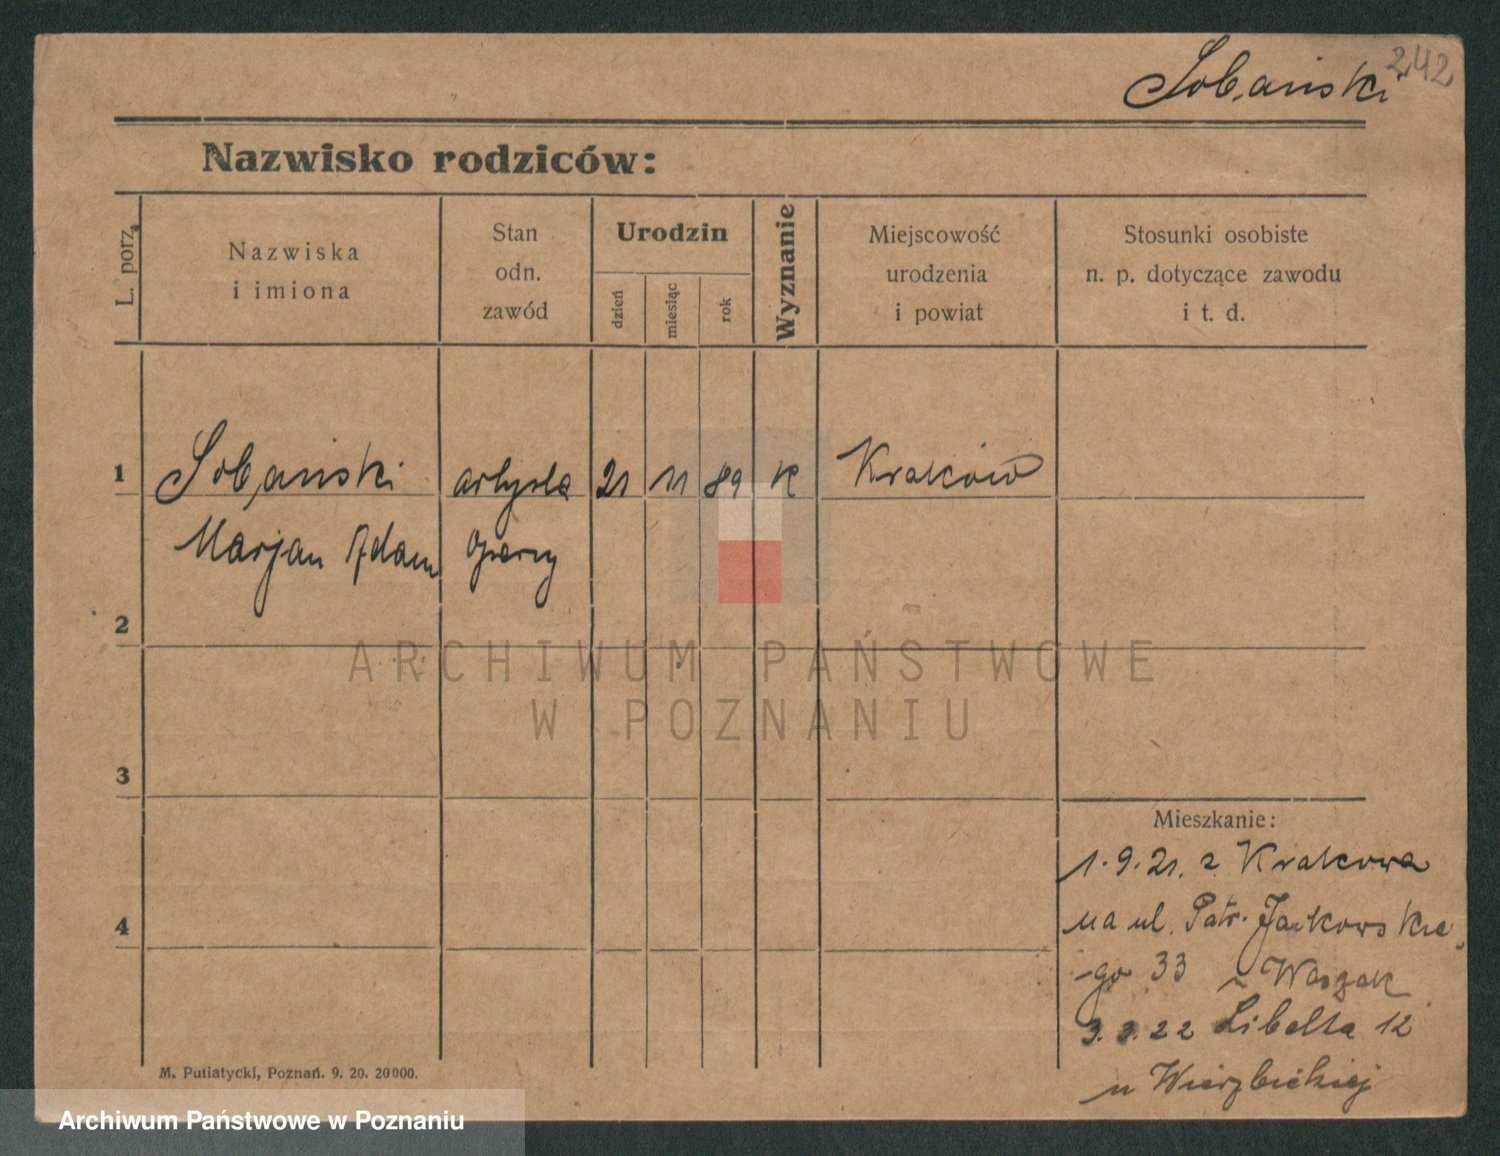 Sobański 242
Nazwisko rodziców:
L. porz.
Nazwiska
i imiona
Stan
odn.
zawód
Urodzin
dzień
miesiąc
rok
Wyznanie
Miejscowość
urodzenia
i powiat
Stosunki osobiste
n. p. dotyczące zawodu
i t. d.
1 Sobański artysta 21 11 89 K Kraków
Marjan Adam opery
2
ARCHIWUM PAŃSTWOWE
W POZNANIU
3
Mieszkanie:
1.9.21. z Krakowa
4
na ul. Patr. Jackowskie-
-go 33 u Waszak
3.3.22 Libelta 12
u Wierzbickiej
M. Putiatycki, Poznań. 9. 20. 20000.
Archiwum Państwowe w Poznaniu